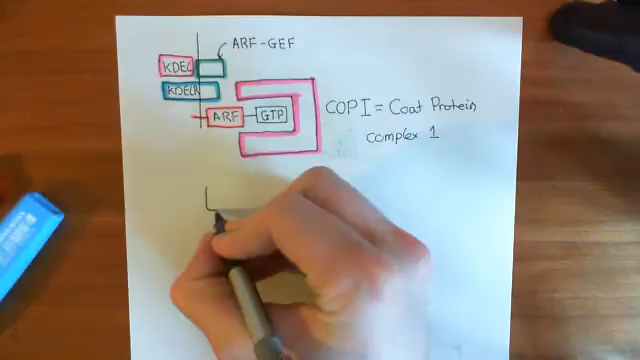 ARF-GEF
KDEL
KDELR
ARF
GTP
COPI = Coat Protein
Complex 1